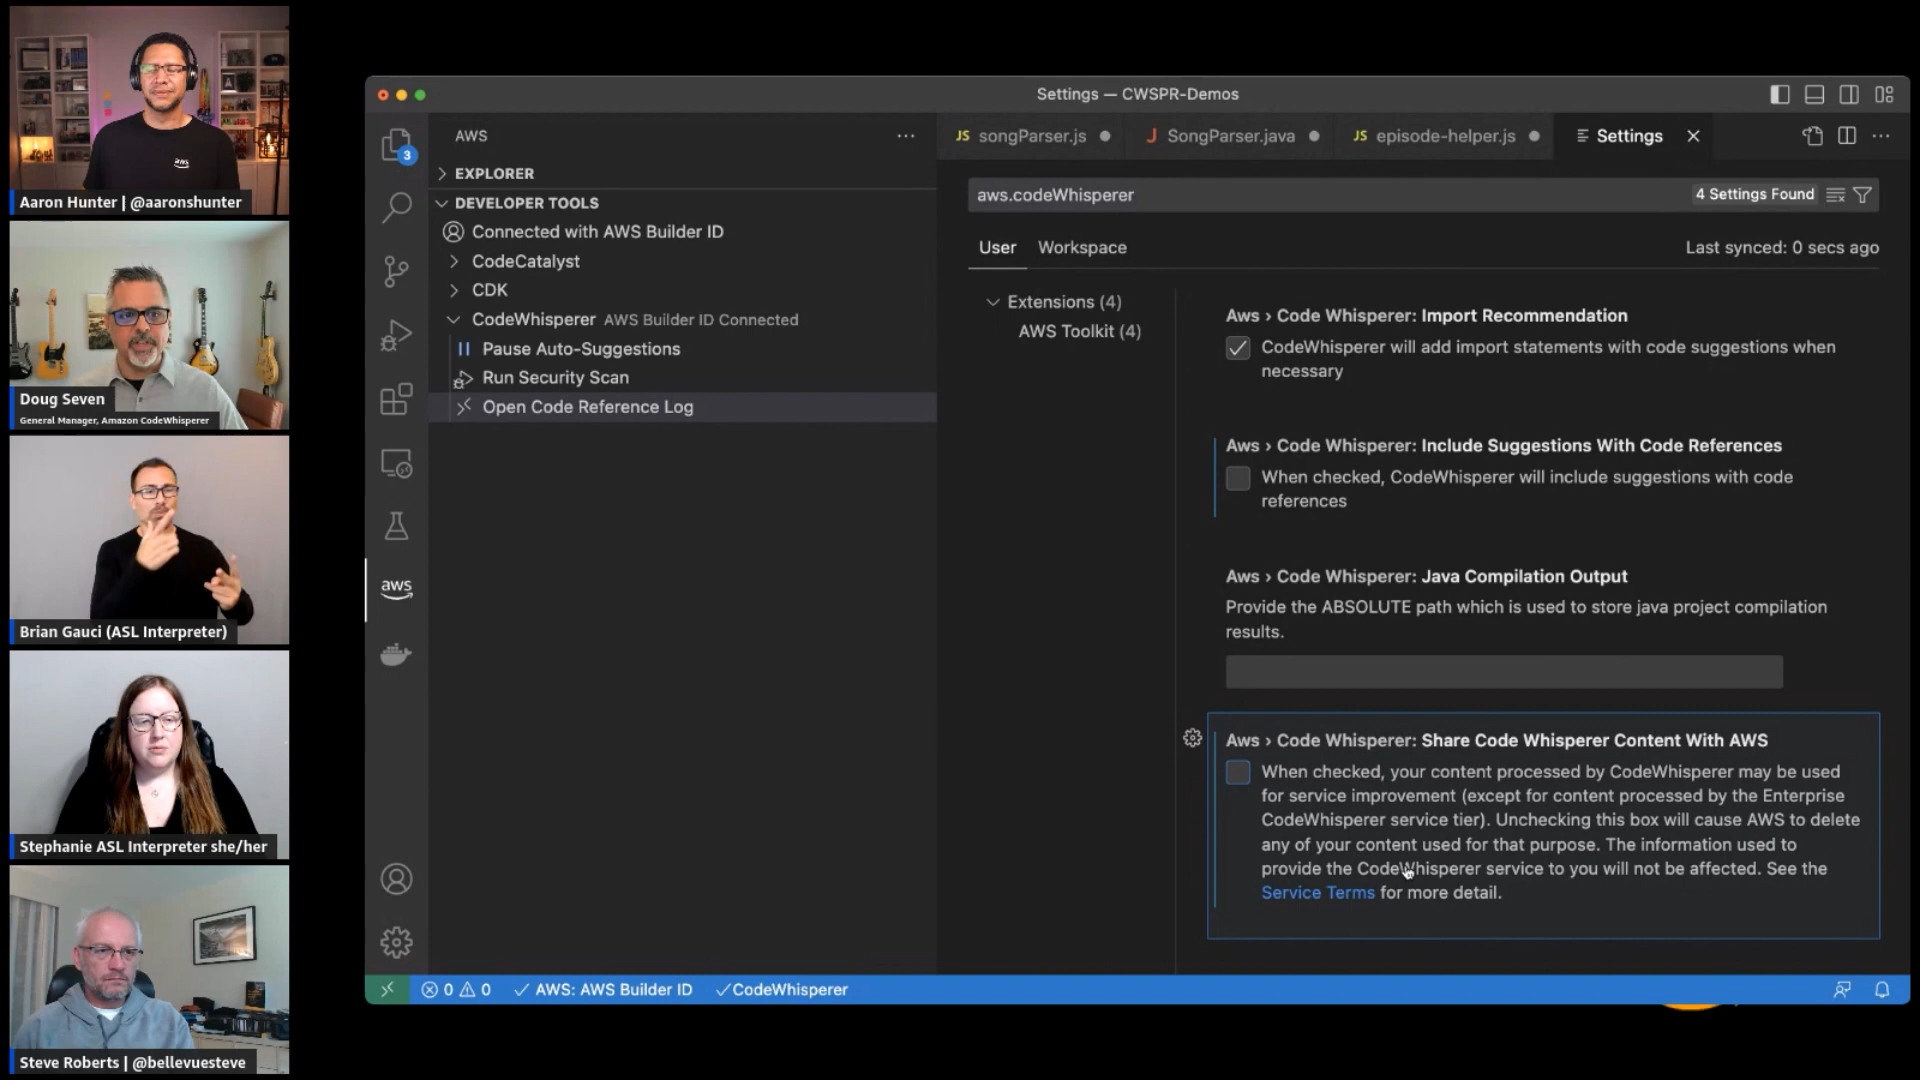 Aaron Hunter | @aaronshunter
Doug Seven
General Manager, Amazon CodeWhisperer
Brian Gauci (ASL Interpreter)
Stephanie ASL Interpreter she/her
Steve Roberts | @bellevuesteve
aws
Settings — CWSPR-Demos
3
aws
AWS
EXPLORER
DEVELOPER TOOLS
Connected with AWS Builder ID
CodeCatalyst
CDK
CodeWhisperer AWS Builder ID Connected
Pause Auto-Suggestions
Run Security Scan
Open Code Reference Log
JS songParser.js
J SongParser.java
JS episode-helper.js
Settings
aws.codeWhisperer
4 Settings Found
User
Workspace
Last synced: 0 secs ago
Extensions (4)
AWS Toolkit (4)
Aws › Code Whisperer: Import Recommendation
CodeWhisperer will add import statements with code suggestions when
necessary
Aws › Code Whisperer: Include Suggestions With Code References
When checked, CodeWhisperer will include suggestions with code
references
Aws › Code Whisperer: Java Compilation Output
Provide the ABSOLUTE path which is used to store java project compilation
results.
Aws › Code Whisperer: Share Code Whisperer Content With AWS
When checked, your content processed by CodeWhisperer may be used
for service improvement (except for content processed by the Enterprise
CodeWhisperer service tier). Unchecking this box will cause AWS to delete
any of your content used for that purpose. The information used to
provide the CodeWhisperer service to you will not be affected. See the
Service Terms for more detail.
0 0 AWS: AWS Builder ID CodeWhisperer